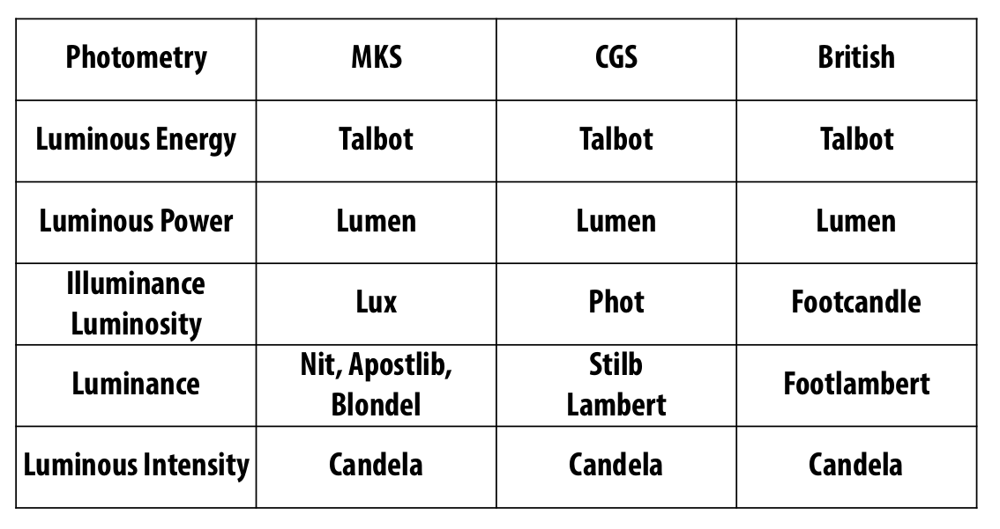 Photometry MKS CGS British
Luminous Energy Talbot Talbot Talbot
Luminous Power Lumen Lumen Lumen
Illuminance
Luminosity Lux Phot Footcandle
Luminance Nit, Apostlib,
Blondel Stilb
Lambert Footlambert
Luminous Intensity Candela Candela Candela